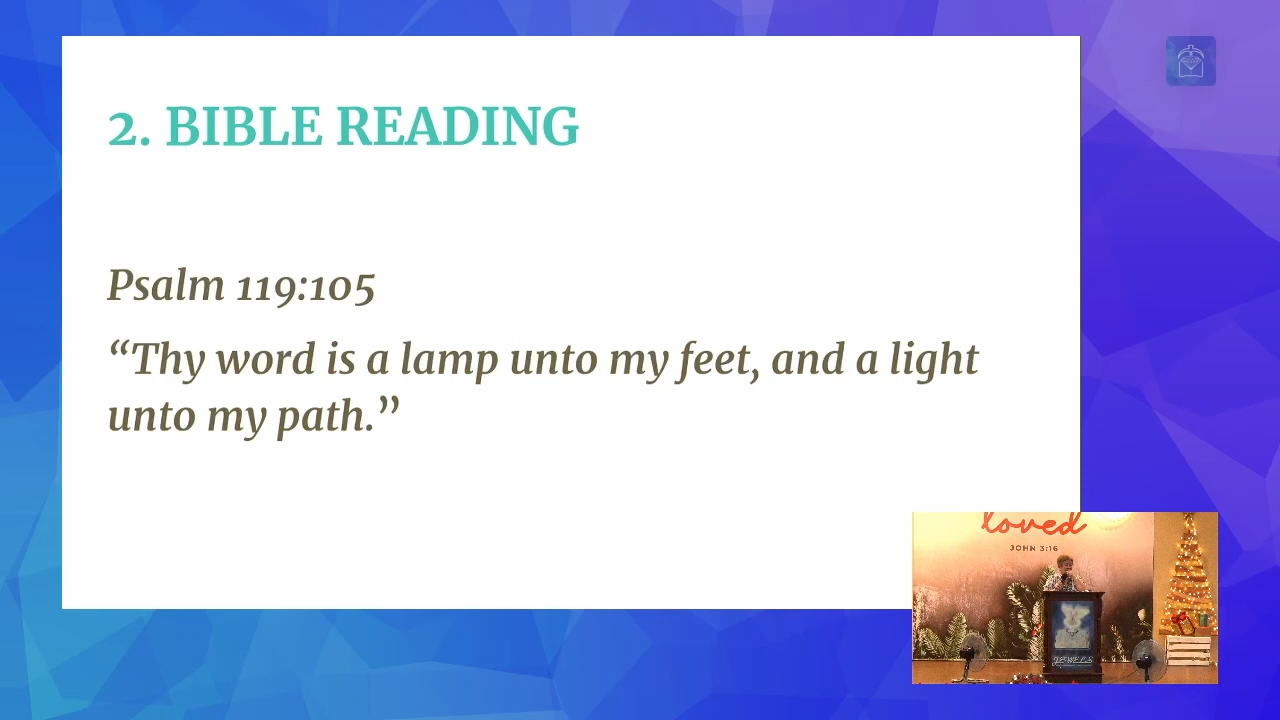 2. BIBLE READING
Psalm 119:105
“Thy word is a lamp unto my feet, and a light
unto my path.”
loved
JOHN 3:16